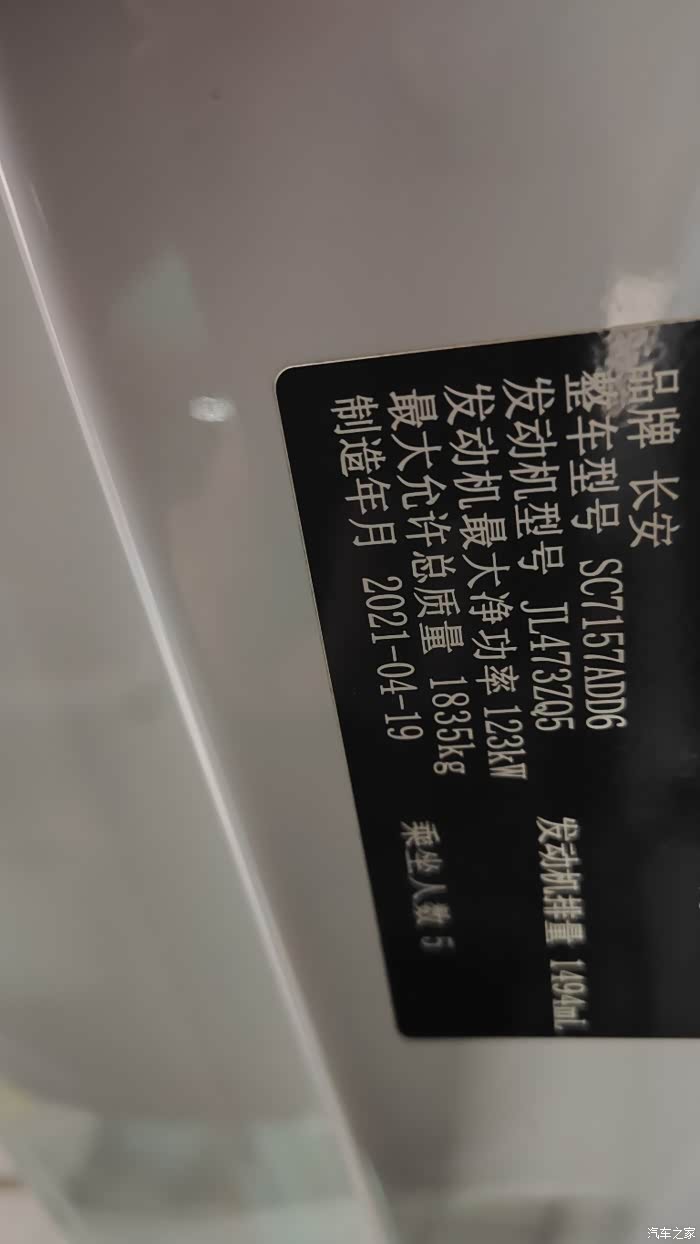 品牌 长安
整车型号 SC7157ADD6
发动机型号 JL473ZQ5 发动机排量 1494mL
发动机最大净功率 123kW
最大允许总质量 1835kg 乘坐人数 5
制造年月 2021-04-19
汽车之家